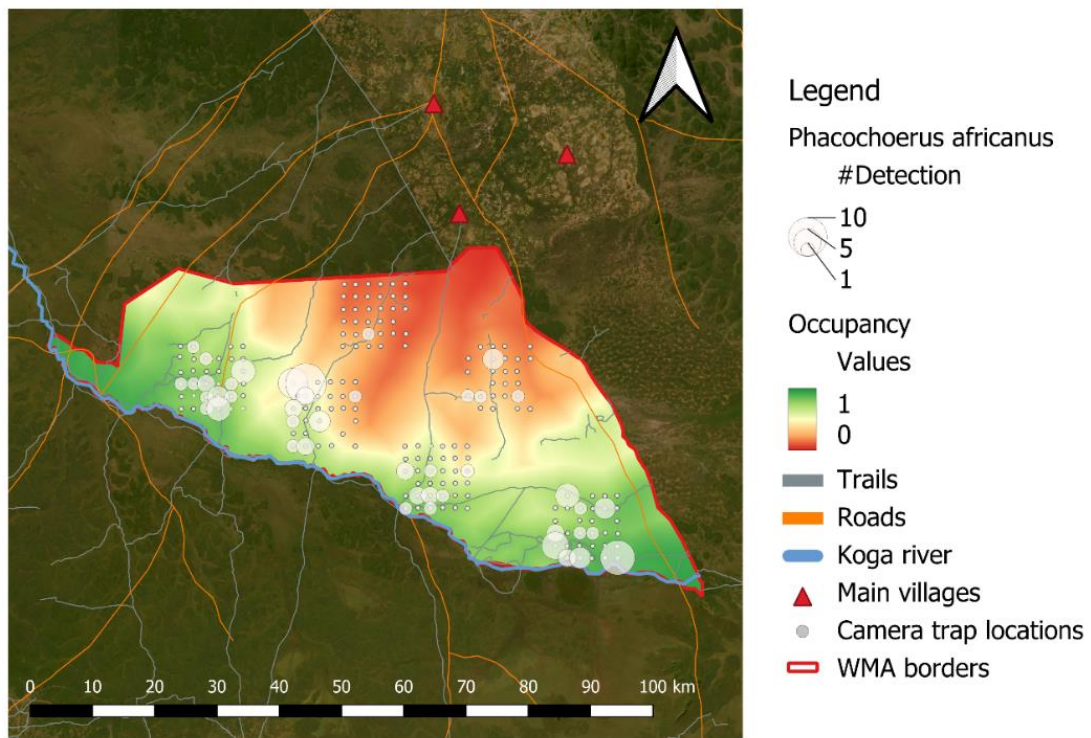 Legend
Phacochoerus africanus
#Detection
10
5
1
Occupancy
Values
1
0
Trails
Roads
Koga river
Main villages
Camera trap locations
WMA borders
0 10 20 30 40 50 60 70 80 90 100 km